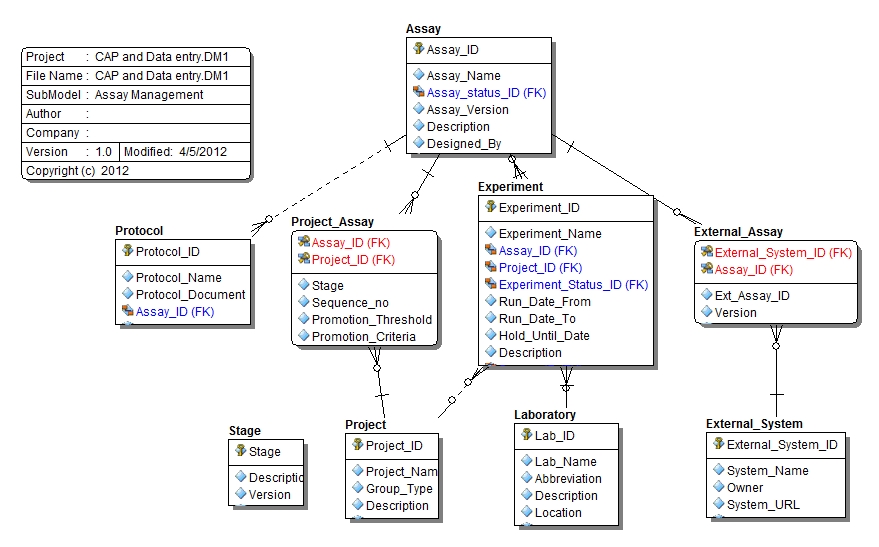 Assay
Assay_ID
Assay_Name
Assay_status_ID (FK)
Assay_Version
Description
Designed_By
Project : CAP and Data entry.DM1
File Name : CAP and Data entry.DM1
SubModel : Assay Management
Author :
Company :
Version : 1.0 Modified: 4/5/2012
Copyright (c) 2012
Protocol
Protocol_ID
Protocol_Name
Protocol_Document
Assay_ID (FK)
Project_Assay
Assay_ID (FK)
Project_ID (FK)
Stage
Sequence_no
Promotion_Threshold
Promotion_Criteria
Experiment
Experiment_ID
Experiment_Name
Assay_ID (FK)
Project_ID (FK)
Experiment_Status_ID (FK)
Run_Date_From
Run_Date_To
Hold_Until_Date
Description
External_Assay
External_System_ID (FK)
Assay_ID (FK)
Ext_Assay_ID
Version
Stage
Stage
Descriptic
Version
Project
Project_ID
Project_Nam
Group_Type
Description
Laboratory
Lab_ID
Lab_Name
Abbreviation
Description
Location
External_System
External_System_ID
System_Name
Owner
System_URL